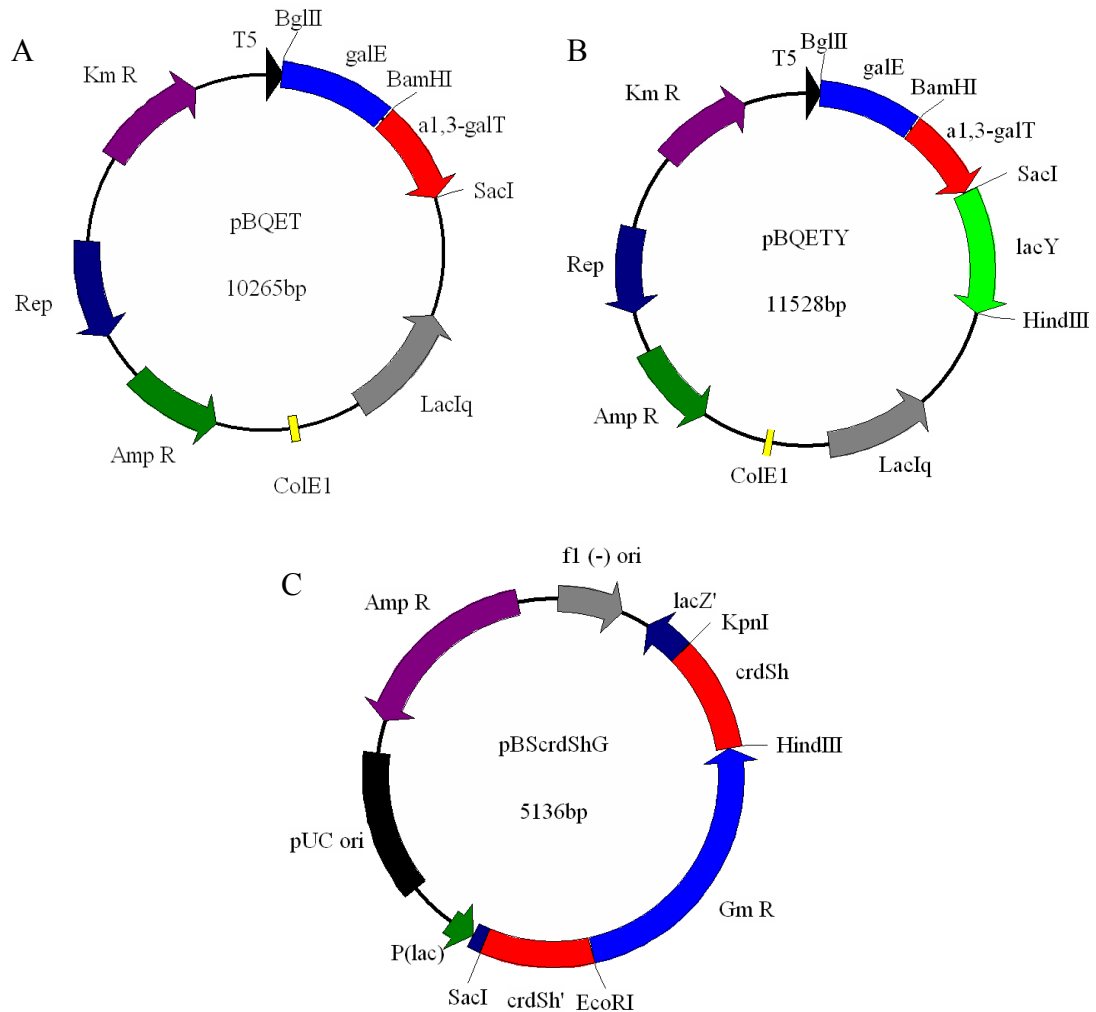 A
T5
BglII
galE
BamHI
a1,3-galT
SacI
Km R
pBQET
10265bp
Rep
LacIq
Amp R
ColE1
B
T5
BglII
galE
BamHI
a1,3-galT
SacI
Km R
pBQETY
11528bp
lacY
Rep
HindIII
Amp R
LacIq
ColE1
C
f1 (-) ori
Amp R
lacZ'
KpnI
crdSh
pBScrdShG
5136bp
HindIII
pUC ori
Gm R
P(lac)
SacI
crdSh'
EcoRI